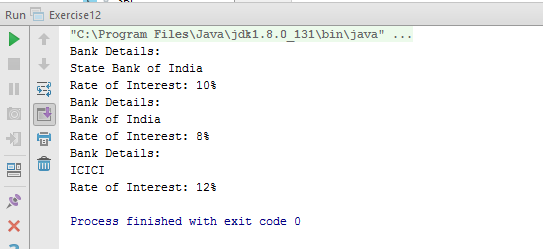 Run Exercise12
"C:\Program Files\Java\jdk1.8.0_131\bin\java" ...
Bank Details:
State Bank of India
Rate of Interest: 10%
Bank Details:
Bank of India
Rate of Interest: 8%
Bank Details:
ICICI
Rate of Interest: 12%
Process finished with exit code 0